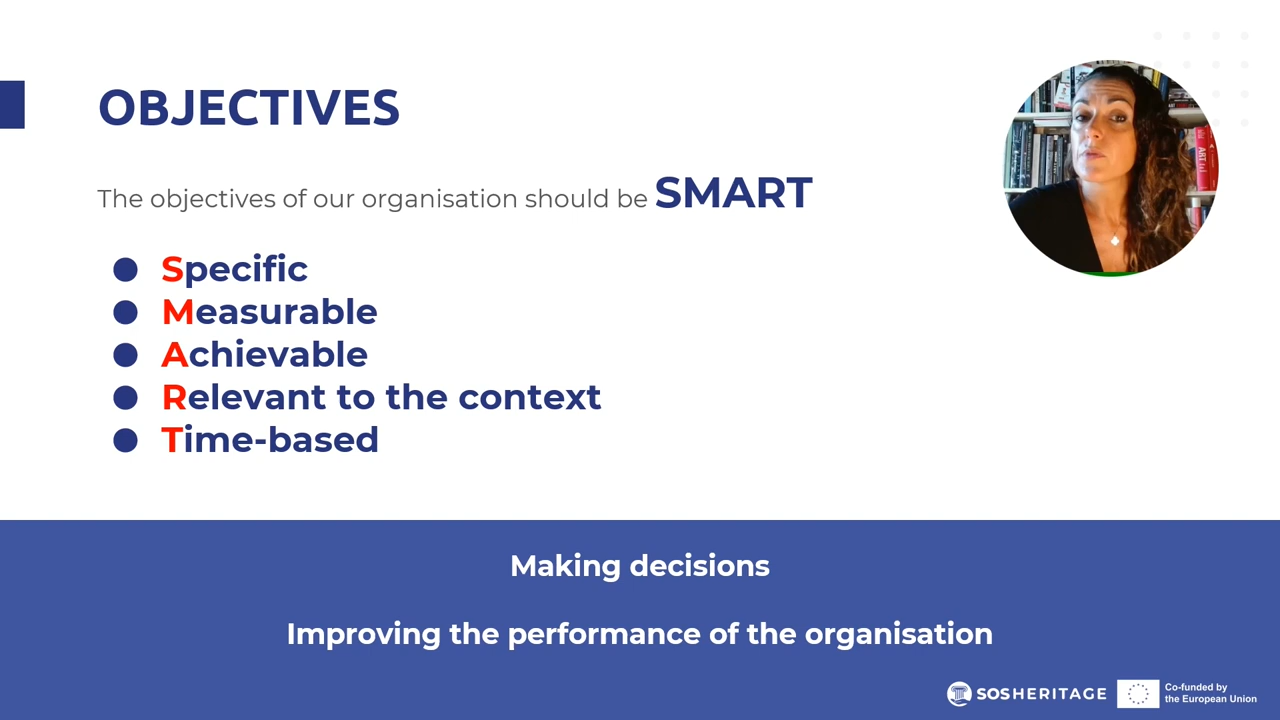 OBJECTIVES
The objectives of our organisation should be SMART
● Specific
● Measurable
● Achievable
● Relevant to the context
● Time-based
Making decisions
Improving the performance of the organisation
SOSHERITAGE
Co-funded by
the European Union